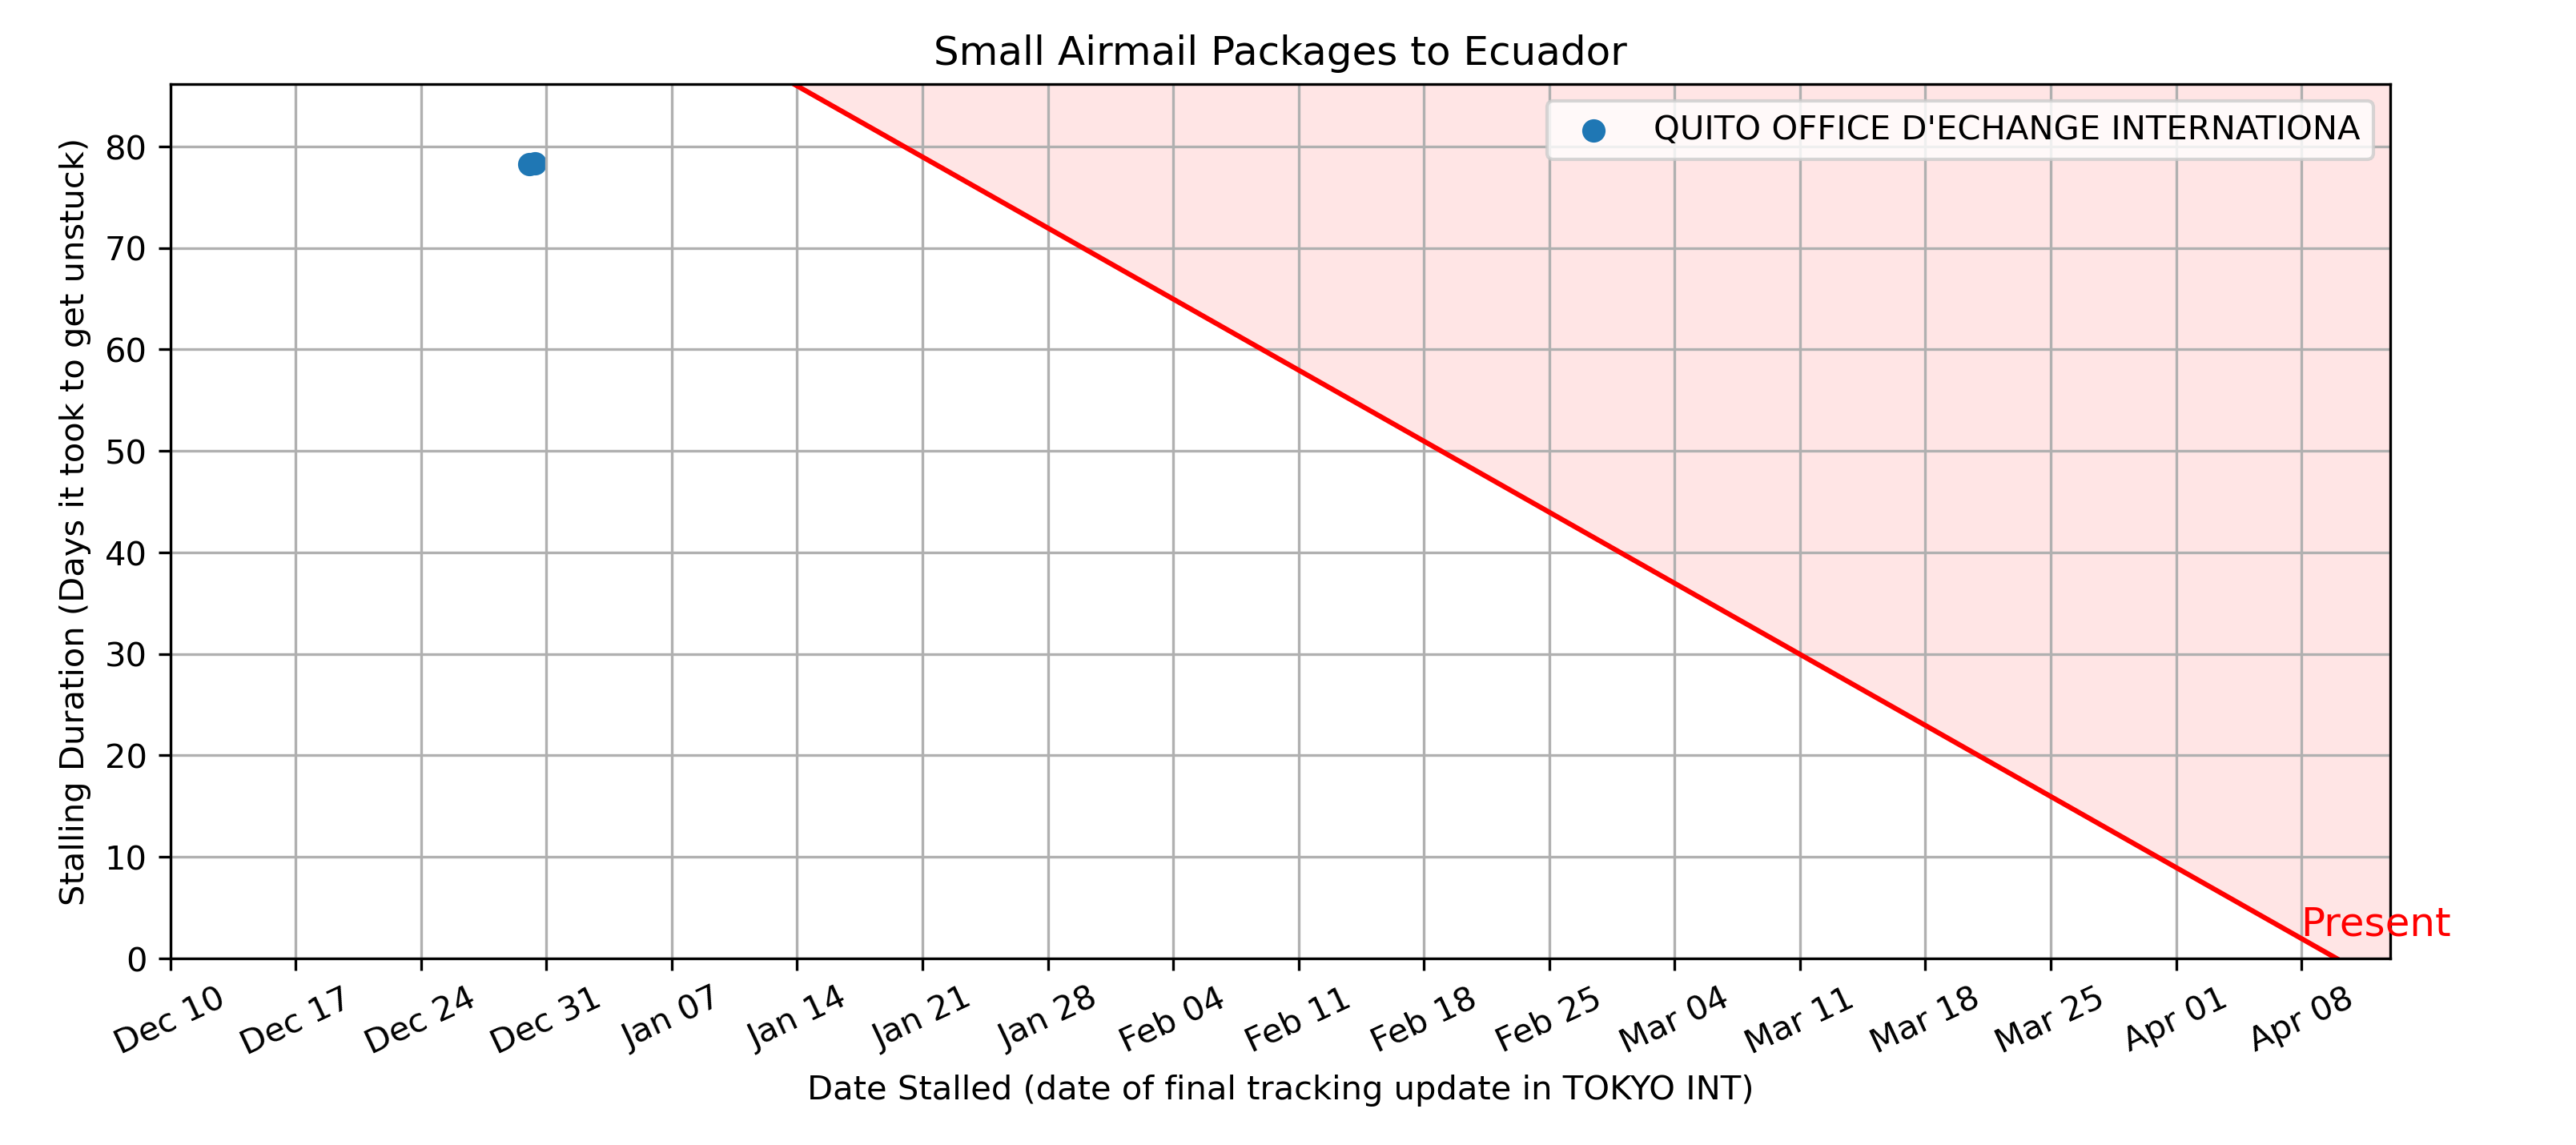 Small Airmail Packages to Ecuador
QUITO OFFICE D'ECHANGE INTERNATIONA
Stalling Duration (Days it took to get unstuck)
80
70
60
50
40
30
20
10
0
Present
Dec 10 Dec 17 Dec 24 Dec 31 Jan 07 Jan 14 Jan 21 Jan 28 Feb 04 Feb 11 Feb 18 Feb 25 Mar 04 Mar 11 Mar 18 Mar 25 Apr 01 Apr 08
Date Stalled (date of final tracking update in TOKYO INT)